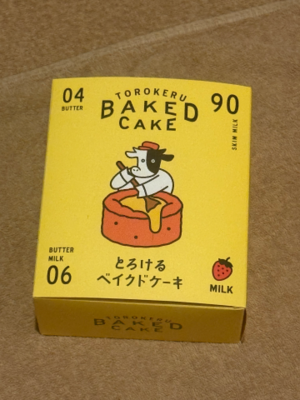 04
BUTTER
TOROKERU
BAKED
CAKE
90
SKIM MILK
BUTTER
MILK
06
とろける
ベイクドケーキ
MILK
TOROKERU
BAKED
CAKE